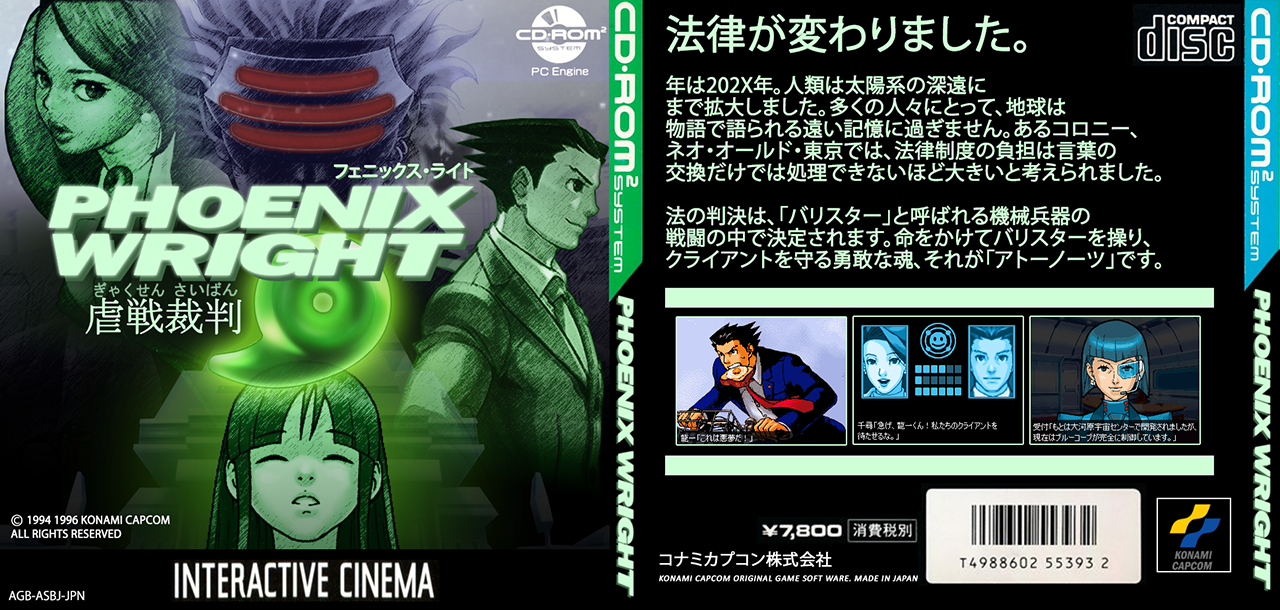 CD-ROM²
SYSTEM
PC Engine
フェニックス・ライト
PHOENIX
WRIGHT
ぎゃくせん さいばん
虐戦裁判
© 1994 1996 KONAMI CAPCOM
ALL RIGHTS RESERVED
INTERACTIVE CINEMA
AGB-ASBJ-JPN
CD-ROM² SYSTEM
PHOENIX WRIGHT
法律が変わりました。
COMPACT
disc
年は202X年。人類は太陽系の深遠に
まで拡大しました。多くの人々にとって、地球は
物語で語られる遠い記憶に過ぎません。あるコロニー、
ネオ・オールド・東京では、法律制度の負担は言葉の
交換だけでは処理できないほど大きいと考えられました。
法の判決は、「バリスター」と呼ばれる機械兵器の
戦闘の中で決定されます。命をかけてバリスターを操り、
クライアントを守る勇敢な魂、それが「アトーノーツ」です。
龍一「これは悪夢だ!」
千尋「急げ、龍一くん!私たちのクライアントを
待たせるな。」
受付「もとは大河原宇宙センターで開発されましたが、
現在はブルーコープが完全に制御しています。」
¥7,800 消費税別
コナミカプコン株式会社
KONAMI CAPCOM ORIGINAL GAME SOFT WARE. MADE IN JAPAN
T4988602 55393 2
KONAMI
CAPCOM
CD-ROM² SYSTEM
PHOENIX WRIGHT